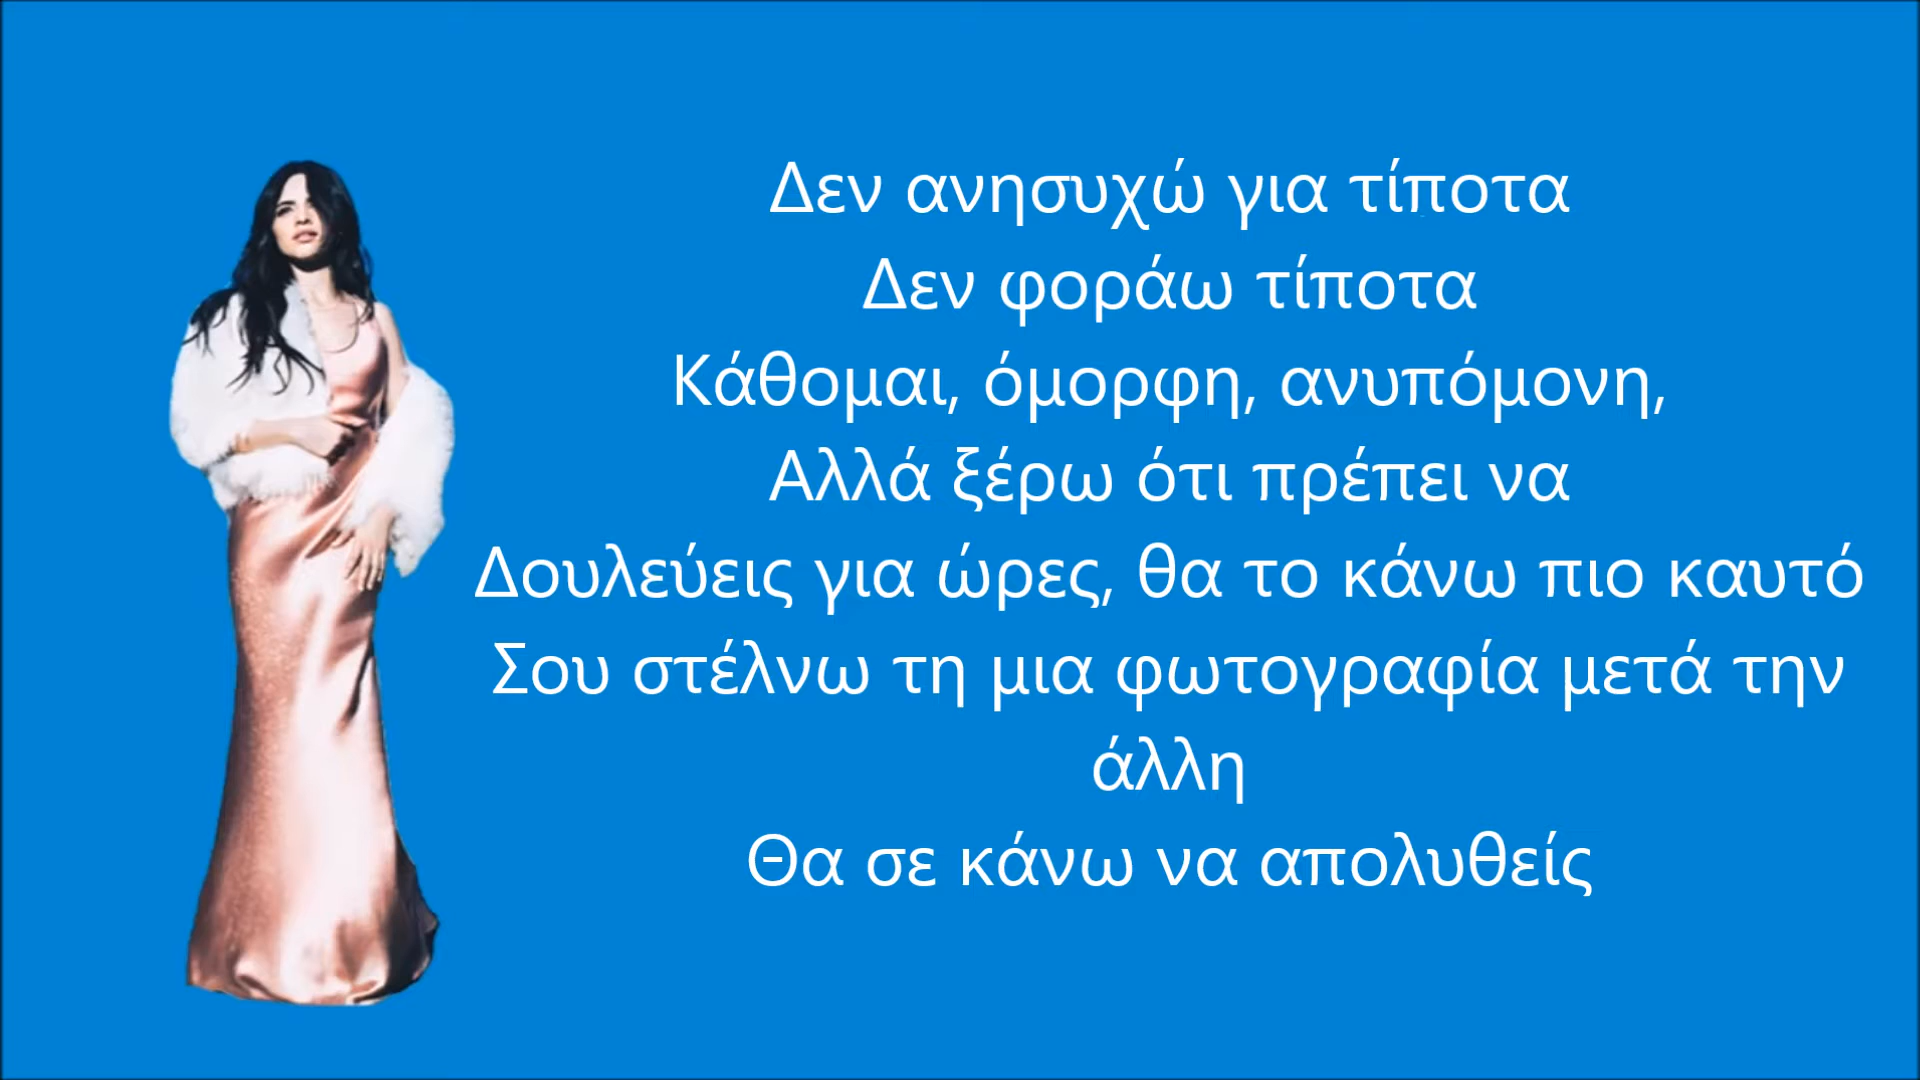 Δεν ανησυχώ για τίποτα
Δεν φοράω τίποτα
Κάθομαι, όμορφη, ανυπόμονη,
Αλλά ξέρω ότι πρέπει να
Δουλεύεις για ώρες, θα το κάνω πιο καυτό
Σου στέλνω τη μια φωτογραφία μετά την
άλλη
Θα σε κάνω να απολυθείς